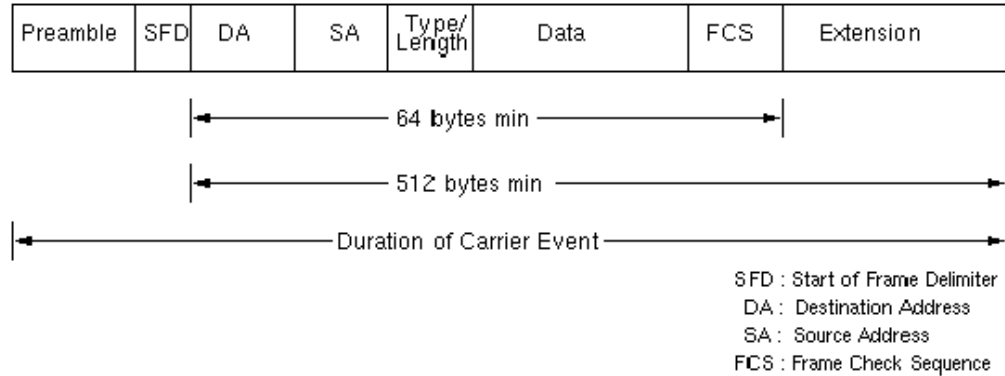 Preamble SFD DA SA Type/ Length Data FCS Extension
64 bytes min
512 bytes min
Duration of Carrier Event
SFD : Start of Frame Delimiter
DA : Destination Address
SA : Source Address
FCS : Frame Check Sequence